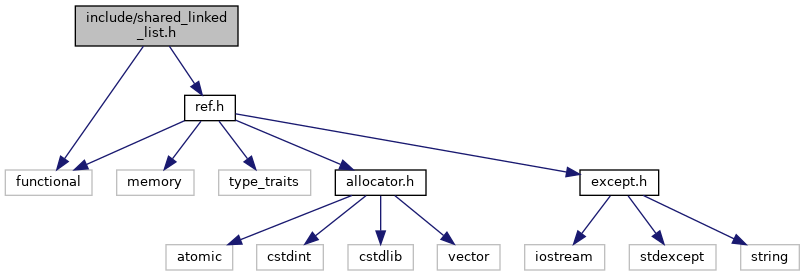 include/shared_linked
_list.h
ref.h
functional
memory
type_traits
allocator.h
except.h
atomic
cstdint
cstdlib
vector
iostream
stdexcept
string